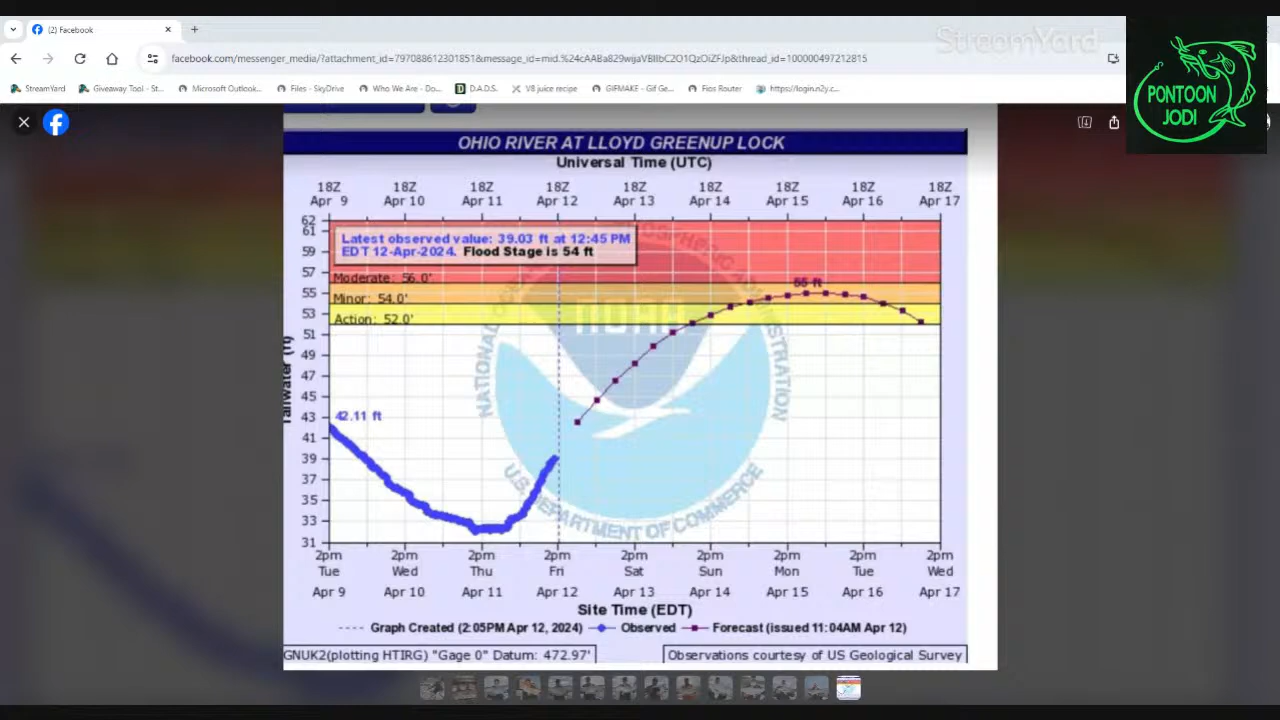 (2) Facebook
facebook.com/messenger_media/?attachment_id=797088612301851&message_id=mid.%24cAABa829wijaVBlIbC2O1QzOiZFJp&thread_id=100000497212815
StreamYard
StreamYard
Giveaway Tool - St...
Microsoft Outlook...
Files - SkyDrive
Who We Are - Do...
D.A.D.S.
V8 juice recipe
GIFMAKE - Gif Ge...
Fios Router
https://login.n2y.c...
PONTOON
JODI
OHIO RIVER AT LLOYD GREENUP LOCK
Universal Time (UTC)
18Z 18Z 18Z 18Z 18Z 18Z 18Z 18Z 18Z
Apr 9 Apr 10 Apr 11 Apr 12 Apr 13 Apr 14 Apr 15 Apr 16 Apr 17
62
61
59
57
55
53
51
49
47
45
43
41
39
37
35
33
31
Tailwater (ft)
Latest observed value: 39.03 ft at 12:45 PM
EDT 12-Apr-2024. Flood Stage is 54 ft
Moderate: 56.0'
Minor: 54.0'
Action: 52.0'
55 ft
42.11 ft
NATIONAL OCEANIC AND ATMOSPHERIC ADMINISTRATION
NOAA
U.S. DEPARTMENT OF COMMERCE
2pm 2pm 2pm 2pm 2pm 2pm 2pm 2pm 2pm
Tue Wed Thu Fri Sat Sun Mon Tue Wed
Apr 9 Apr 10 Apr 11 Apr 12 Apr 13 Apr 14 Apr 15 Apr 16 Apr 17
Site Time (EDT)
Graph Created (2:05PM Apr 12, 2024) Observed Forecast (issued 11:04AM Apr 12)
GNUK2(plotting HTIRG) "Gage 0" Datum: 472.97'
Observations courtesy of US Geological Survey